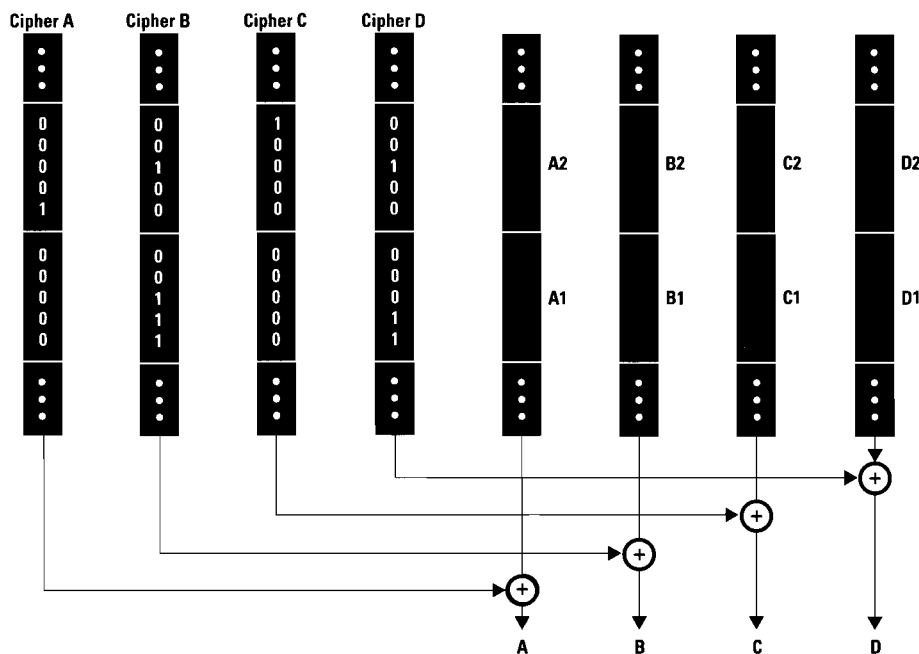 Cipher A Cipher B Cipher C Cipher D
0 0 1 0
0 0 0 0
0 1 0 1
0 0 0 0
1 0 0 0
A2 B2 C2 D2
0 0 0 0
0 0 0 0
0 1 0 0
0 1 0 1
0 1 0 1
A1 B1 C1 D1
+
+
+
+
A B C D